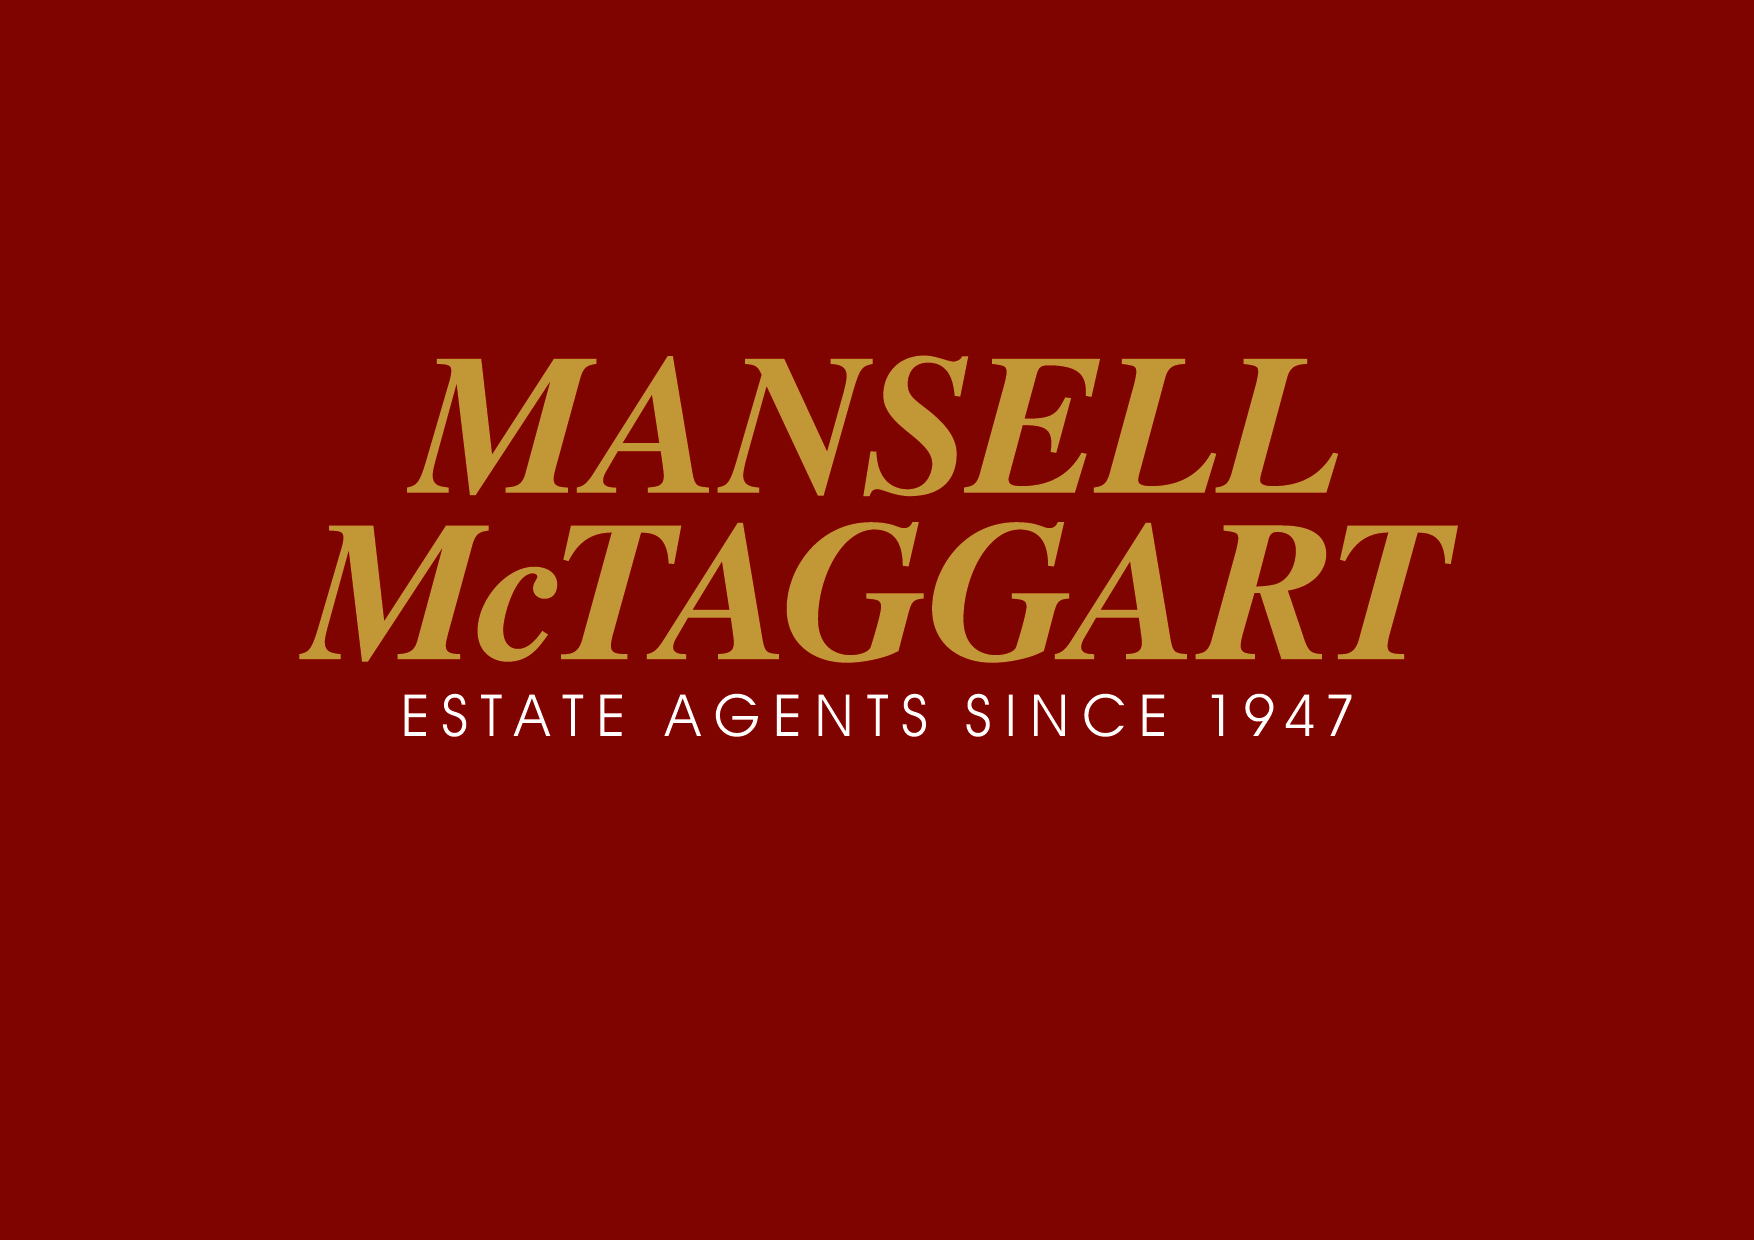 MANSELL
McTAGGART
ESTATE AGENTS SINCE 1947